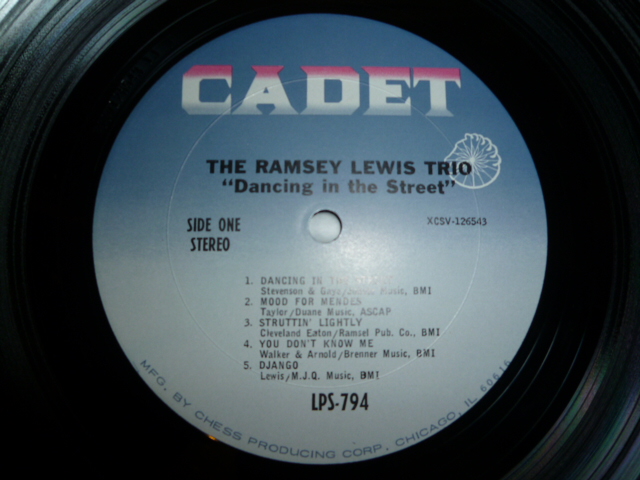 CADET
THE RAMSEY LEWIS TRIO
"Dancing in the Street"
SIDE ONE
STEREO
XCSV-126543
1. DANCING IN
Stevenson & Music, BMI
2. MOOD FOR MENDES
Taylor/Duane Music, ASCAP
3. STRUTTIN' LIGHTLY
Cleveland Eaton/Ramsel Pub. Co., BMI
4. YOU DON'T KNOW ME
Walker & Arnold/Brenner Music, BMI
5. DJANGO
Lewis/M.J.Q. Music, BMI
LPS-794
MFG. BY CHESS PRODUCING CORP. CHICAGO, IL 60616